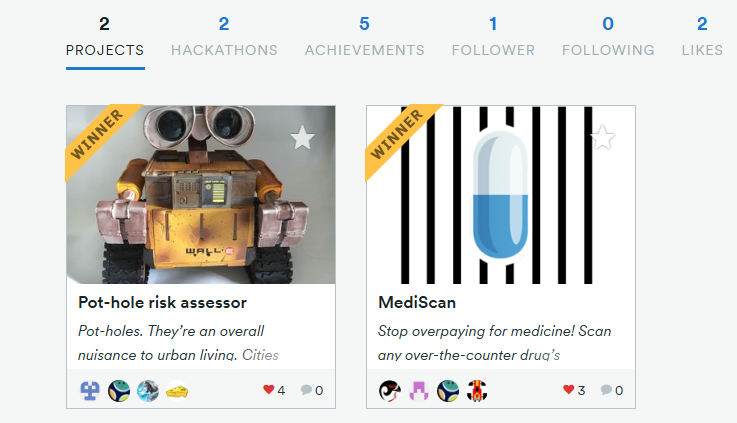 2 2 5 1 0 2
PROJECTS HACKATHONS ACHIEVEMENTS FOLLOWER FOLLOWING LIKES
WINNER
WALL·E
Pot-hole risk assessor
Pot-holes. They're an overall
nuisance to urban living. Cities
4 0
WINNER
MediScan
Stop overpaying for medicine! Scan
any over-the-counter drug's
3 0